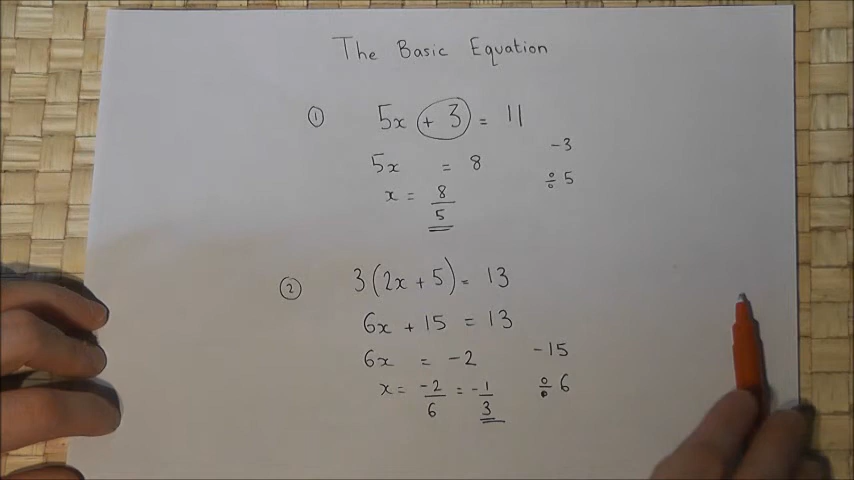 The Basic Equation
① 5x + 3 = 11
-3
5x = 8
÷ 5
x = 8/5
② 3(2x + 5) = 13
6x + 15 = 13
6x = -2 -15
x = -2/6 = -1/3 ÷ 6